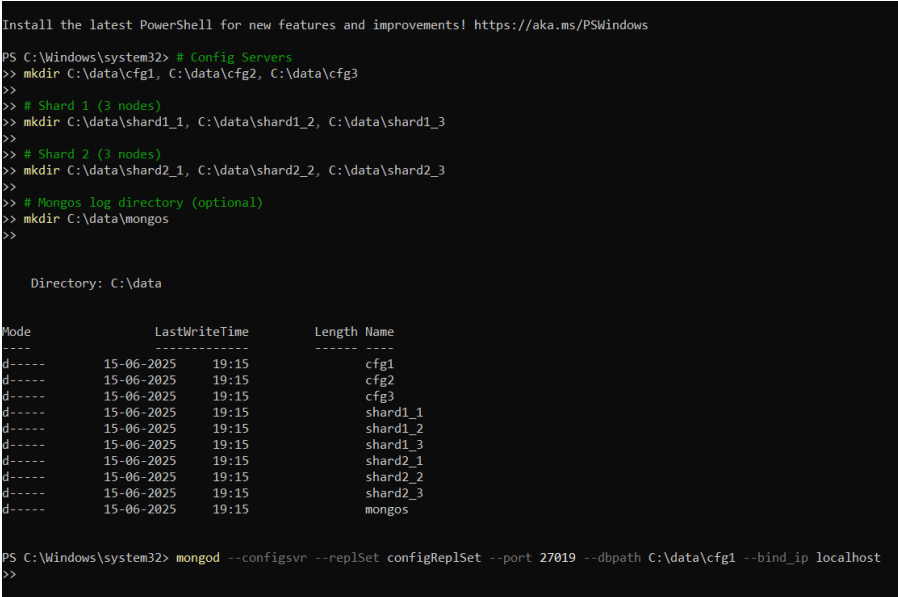 Install the latest PowerShell for new features and improvements! https://aka.ms/PSWindows
PS C:\Windows\system32> # Config Servers
>> mkdir C:\data\cfg1, C:\data\cfg2, C:\data\cfg3
>>
>> # Shard 1 (3 nodes)
>> mkdir C:\data\shard1_1, C:\data\shard1_2, C:\data\shard1_3
>>
>> # Shard 2 (3 nodes)
>> mkdir C:\data\shard2_1, C:\data\shard2_2, C:\data\shard2_3
>>
>> # Mongos log directory (optional)
>> mkdir C:\data\mongos
>>
Directory: C:\data
Mode LastWriteTime Length Name
---- ------------- ------ ----
d----- 15-06-2025 19:15 cfg1
d----- 15-06-2025 19:15 cfg2
d----- 15-06-2025 19:15 cfg3
d----- 15-06-2025 19:15 shard1_1
d----- 15-06-2025 19:15 shard1_2
d----- 15-06-2025 19:15 shard1_3
d----- 15-06-2025 19:15 shard2_1
d----- 15-06-2025 19:15 shard2_2
d----- 15-06-2025 19:15 shard2_3
d----- 15-06-2025 19:15 mongos
PS C:\Windows\system32> mongod --configsvr --replSet configReplSet --port 27019 --dbpath C:\data\cfg1 --bind_ip localhost
>>